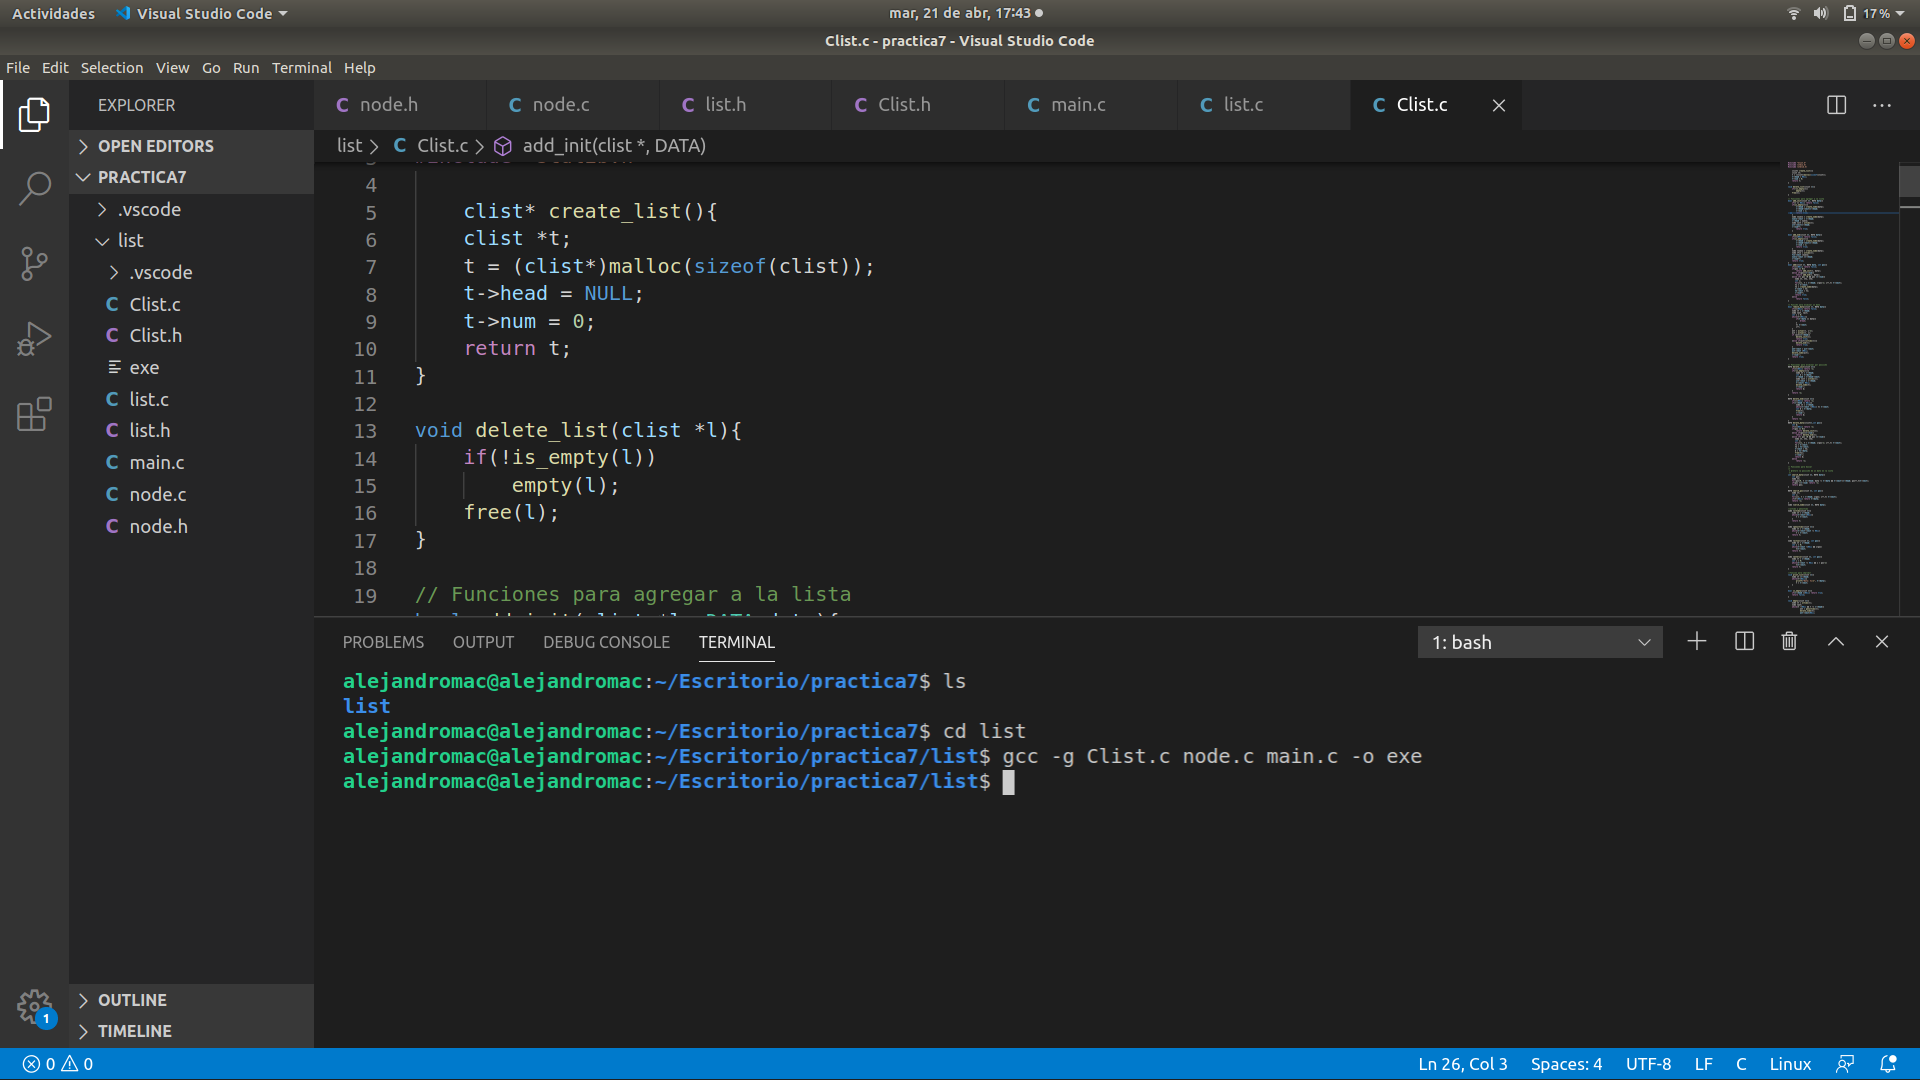 Actividades Visual Studio Code mar, 21 de abr, 17:43 17%
Clist.c - practica7 - Visual Studio Code
File Edit Selection View Go Run Terminal Help
EXPLORER
OPEN EDITORS
PRACTICA7
.vscode
list
.vscode
C Clist.c
C Clist.h
exe
C list.c
C list.h
C main.c
C node.c
C node.h
OUTLINE
TIMELINE
1
C node.h C node.c C list.h C Clist.h C main.c C list.c C Clist.c
list > C Clist.c > add_init(clist *, DATA)
4
5 clist* create_list(){
6 clist *t;
7 t = (clist*)malloc(sizeof(clist));
8 t->head = NULL;
9 t->num = 0;
10 return t;
11 }
12
13 void delete_list(clist *l){
14 if(!is_empty(l))
15 empty(l);
16 free(l);
17 }
18
19 // Funciones para agregar a la lista
PROBLEMS OUTPUT DEBUG CONSOLE TERMINAL 1: bash
alejandromac@alejandromac:~/Escritorio/practica7$ ls
list
alejandromac@alejandromac:~/Escritorio/practica7$ cd list
alejandromac@alejandromac:~/Escritorio/practica7/list$ gcc -g Clist.c node.c main.c -o exe
alejandromac@alejandromac:~/Escritorio/practica7/list$
0 0 Ln 26, Col 3 Spaces: 4 UTF-8 LF C Linux